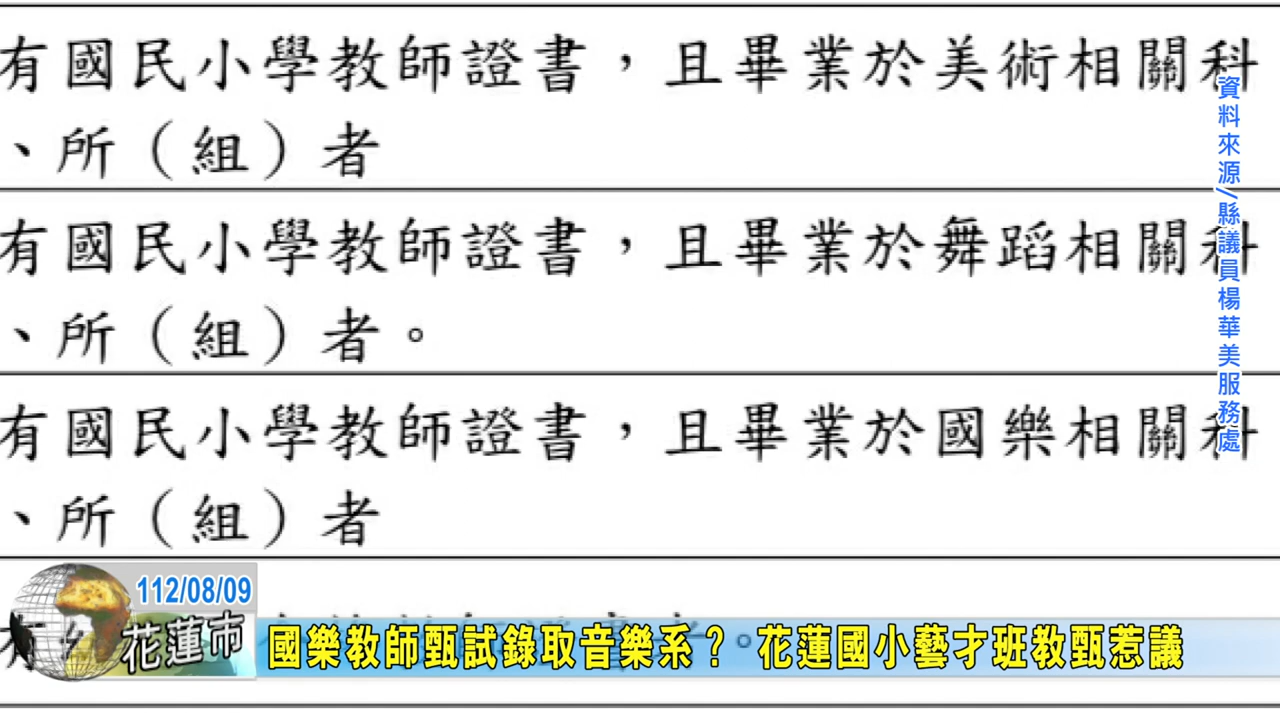 有國民小學教師證書，且畢業於美術相關科
、所（組）者
有國民小學教師證書，且畢業於舞蹈相關科
、所（組）者。
有國民小學教師證書，且畢業於國樂相關科
、所（組）者
資料來源/縣議員楊華美服務處
112/08/09
花蓮市
國樂教師甄試錄取音樂系？ 花蓮國小藝才班教甄惹議